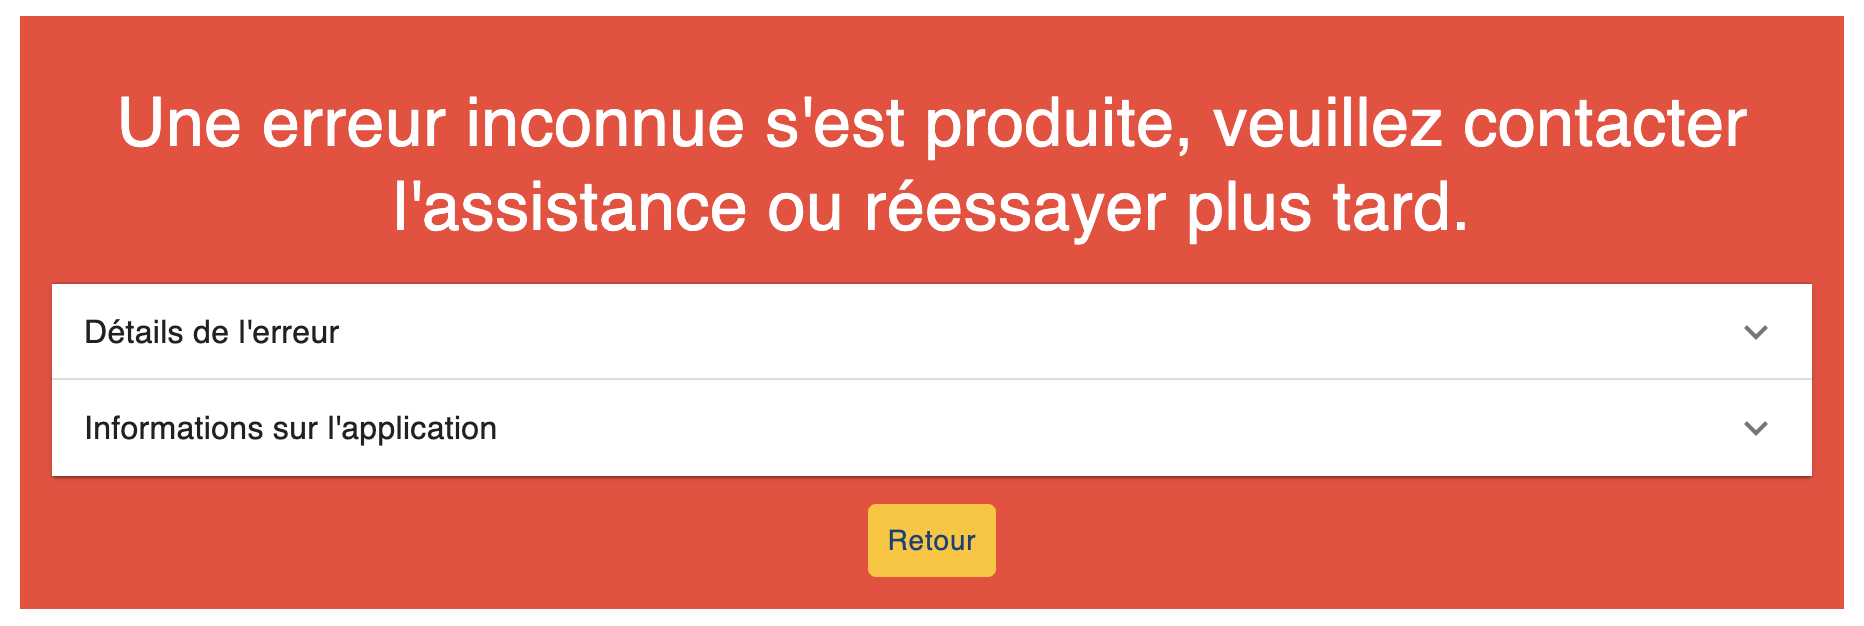 Une erreur inconnue s'est produite, veuillez contacter
l'assistance ou réessayer plus tard.
Détails de l'erreur
Informations sur l'application
Retour